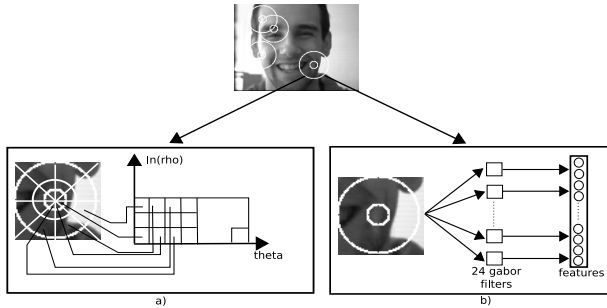 ln(rho)
theta
24 gabor
filters
features
a)
b)